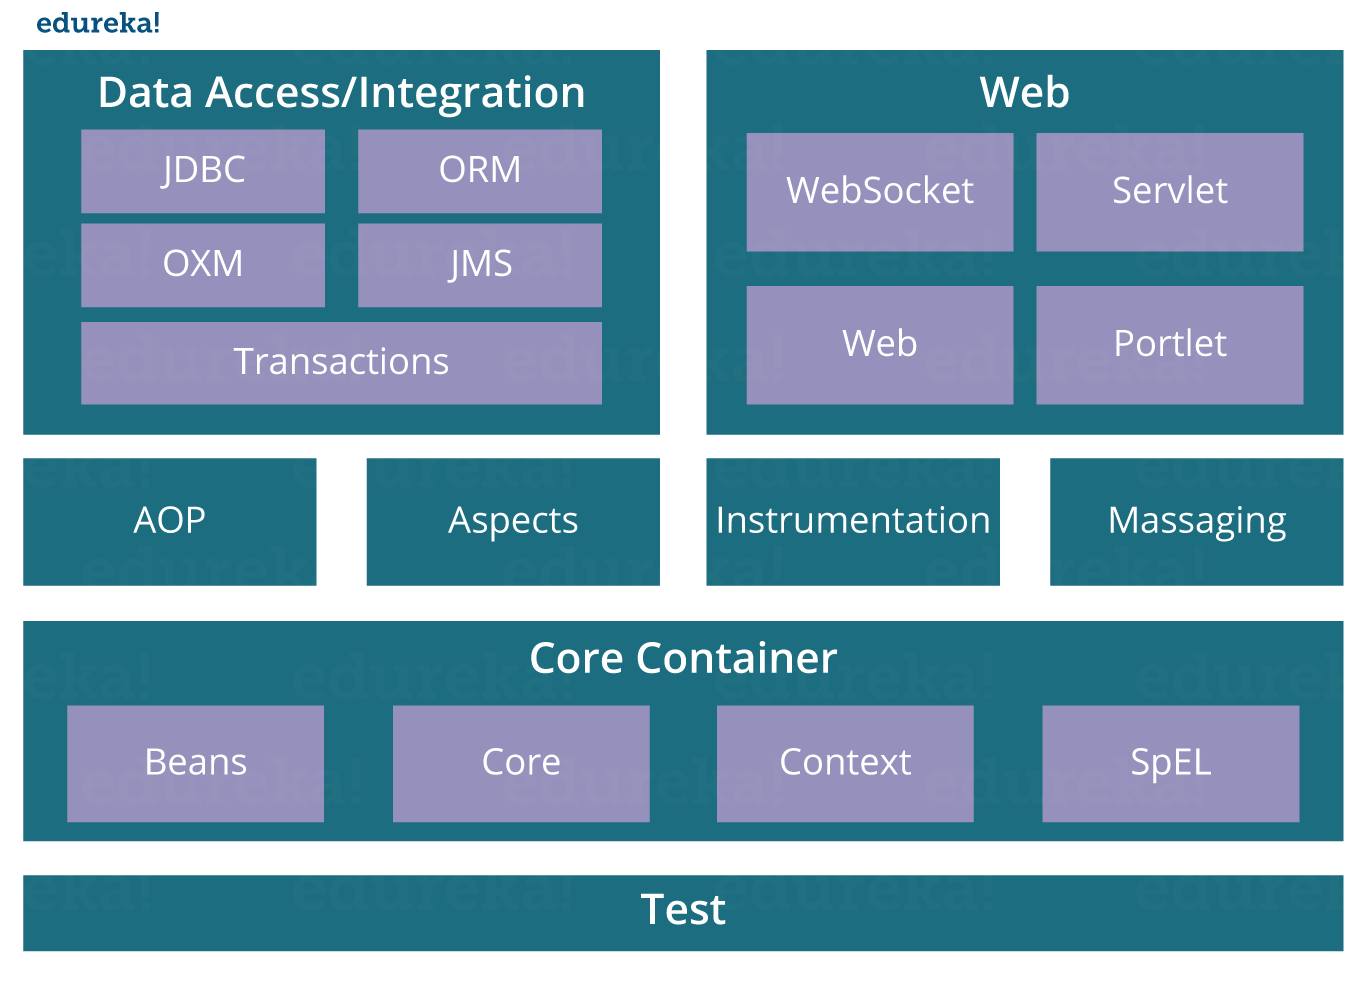 edureka!
Data Access/Integration
JDBC
ORM
OXM
JMS
Transactions
Web
WebSocket
Servlet
Web
Portlet
AOP
Aspects
Instrumentation
Massaging
Core Container
Beans
Core
Context
SpEL
Test